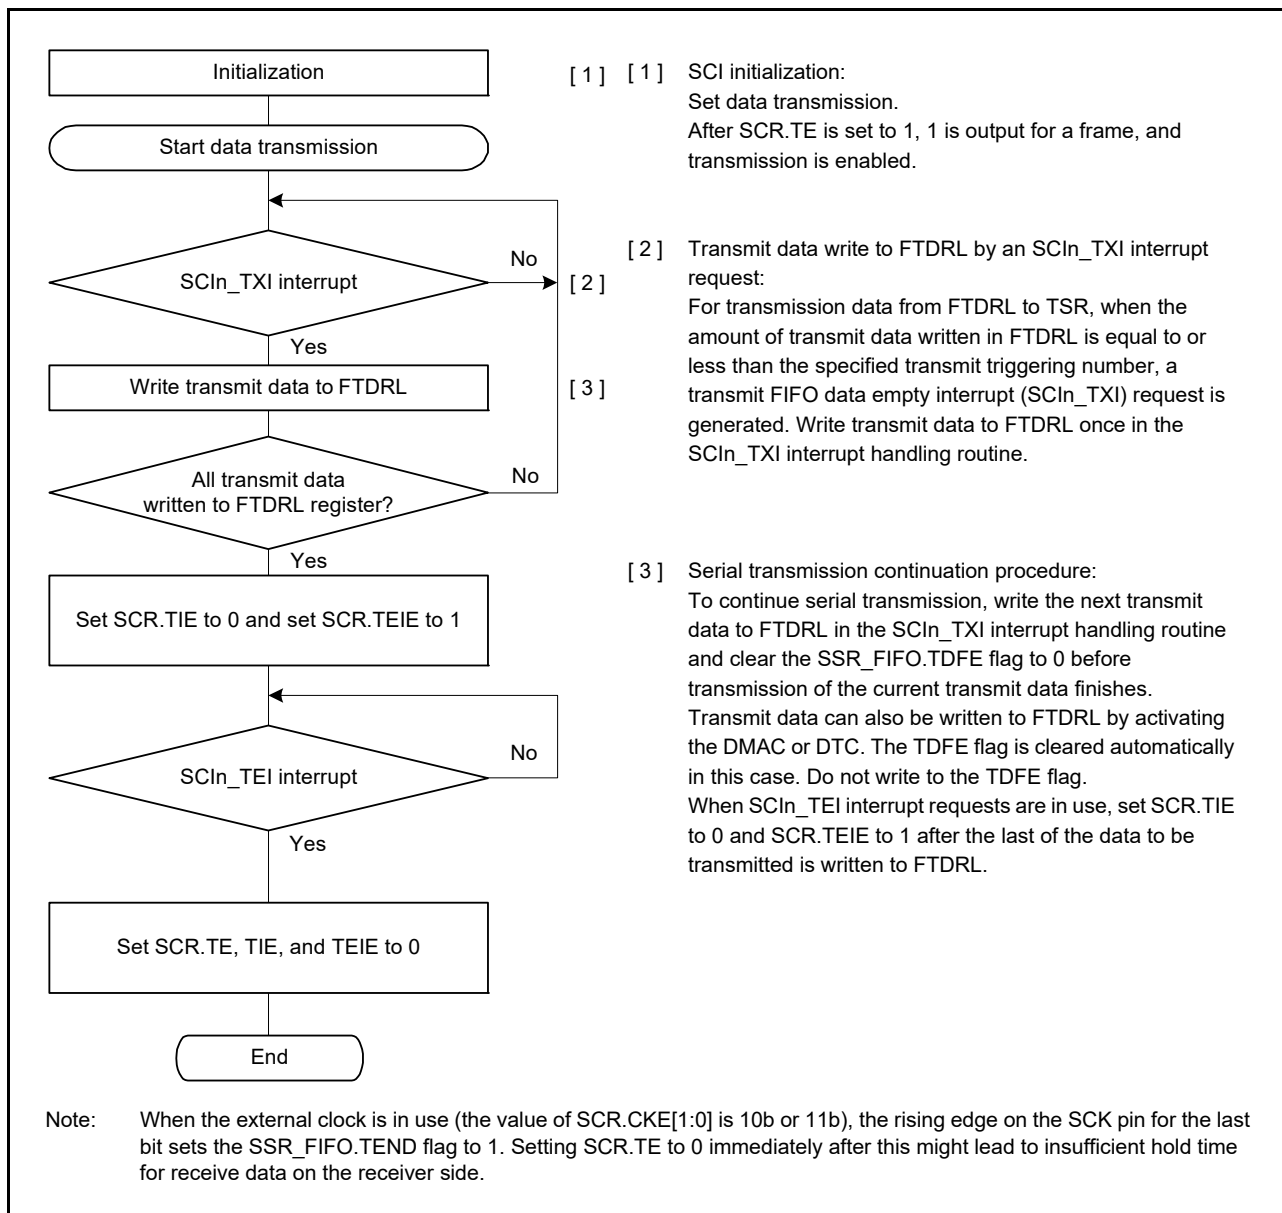 Initialization
[ 1 ]
Start data transmission
SCIn_TXI interrupt
No
[ 2 ]
Yes
Write transmit data to FTDRL
[ 3 ]
All transmit data
written to FTDRL register?
No
Yes
Set SCR.TIE to 0 and set SCR.TEIE to 1
SCIn_TEI interrupt
No
Yes
Set SCR.TE, TIE, and TEIE to 0
End
[ 1 ] SCI initialization:
Set data transmission.
After SCR.TE is set to 1, 1 is output for a frame, and
transmission is enabled.
[ 2 ] Transmit data write to FTDRL by an SCIn_TXI interrupt
request:
For transmission data from FTDRL to TSR, when the
amount of transmit data written in FTDRL is equal to or
less than the specified transmit triggering number, a
transmit FIFO data empty interrupt (SCIn_TXI) request is
generated. Write transmit data to FTDRL once in the
SCIn_TXI interrupt handling routine.
[ 3 ] Serial transmission continuation procedure:
To continue serial transmission, write the next transmit
data to FTDRL in the SCIn_TXI interrupt handling routine
and clear the SSR_FIFO.TDFE flag to 0 before
transmission of the current transmit data finishes.
Transmit data can also be written to FTDRL by activating
the DMAC or DTC. The TDFE flag is cleared automatically
in this case. Do not write to the TDFE flag.
When SCIn_TEI interrupt requests are in use, set SCR.TIE
to 0 and SCR.TEIE to 1 after the last of the data to be
transmitted is written to FTDRL.
Note: When the external clock is in use (the value of SCR.CKE[1:0] is 10b or 11b), the rising edge on the SCK pin for the last
bit sets the SSR_FIFO.TEND flag to 1. Setting SCR.TE to 0 immediately after this might lead to insufficient hold time
for receive data on the receiver side.